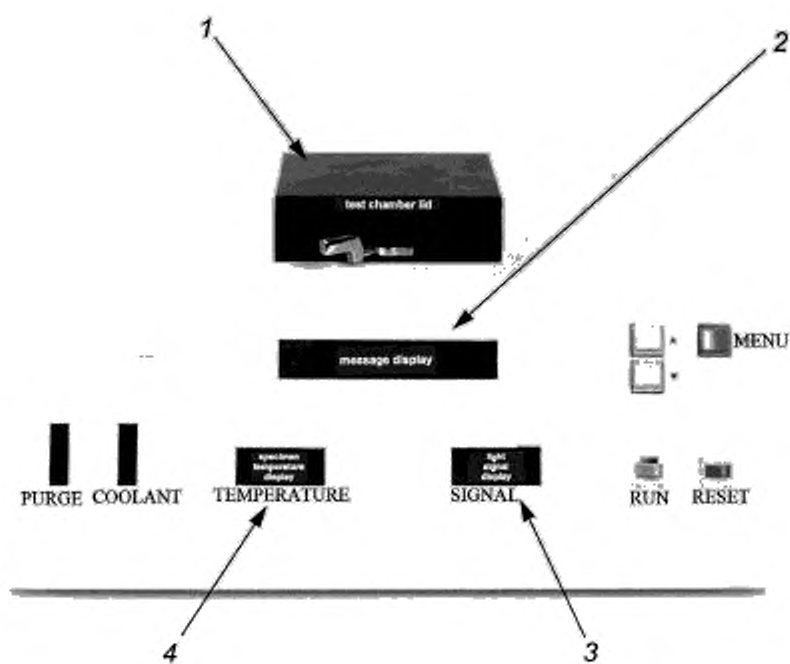 1
2
test chamber lid
message display
MENU
specimen
temperature
display
light
signal
display
PURGE COOLANT TEMPERATURE SIGNAL RUN RESET
4
3